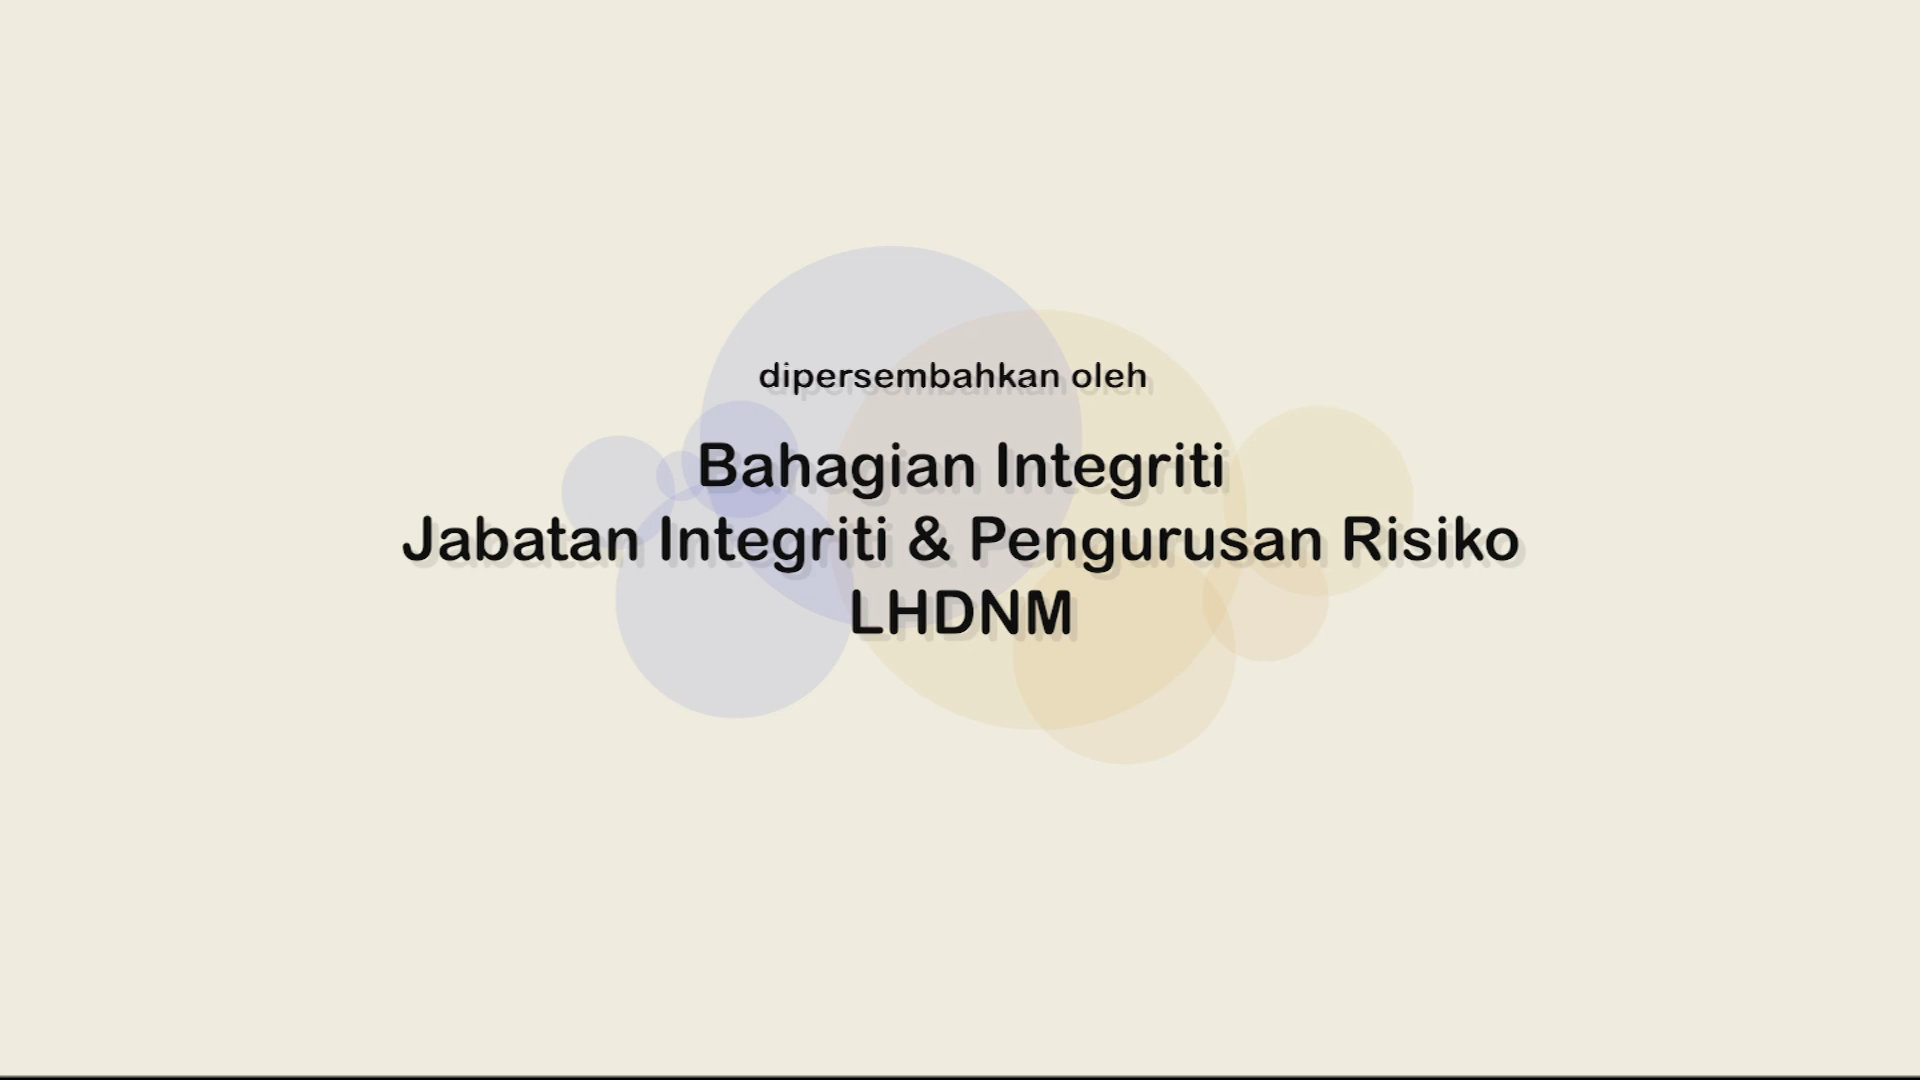 dipersembahkan oleh
Bahagian Integriti
Jabatan Integriti & Pengurusan Risiko
LHDNM